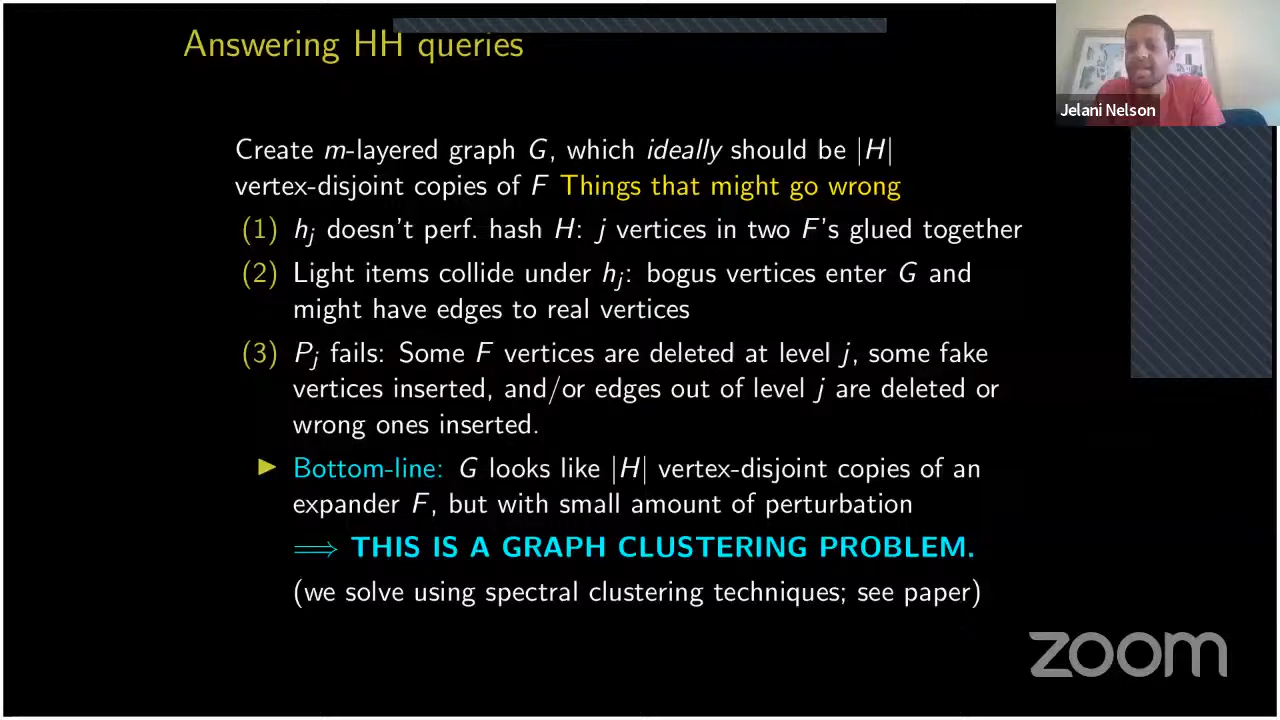 Answering HH queries
Jelani Nelson
Create m-layered graph G, which ideally should be |H|
vertex-disjoint copies of F Things that might go wrong
(1) h_j doesn't perf. hash H: j vertices in two F's glued together
(2) Light items collide under h_j: bogus vertices enter G and
might have edges to real vertices
(3) P_j fails: Some F vertices are deleted at level j, some fake
vertices inserted, and/or edges out of level j are deleted or
wrong ones inserted.
▶ Bottom-line: G looks like |H| vertex-disjoint copies of an
expander F, but with small amount of perturbation
⟹ THIS IS A GRAPH CLUSTERING PROBLEM.
(we solve using spectral clustering techniques; see paper)
zoom